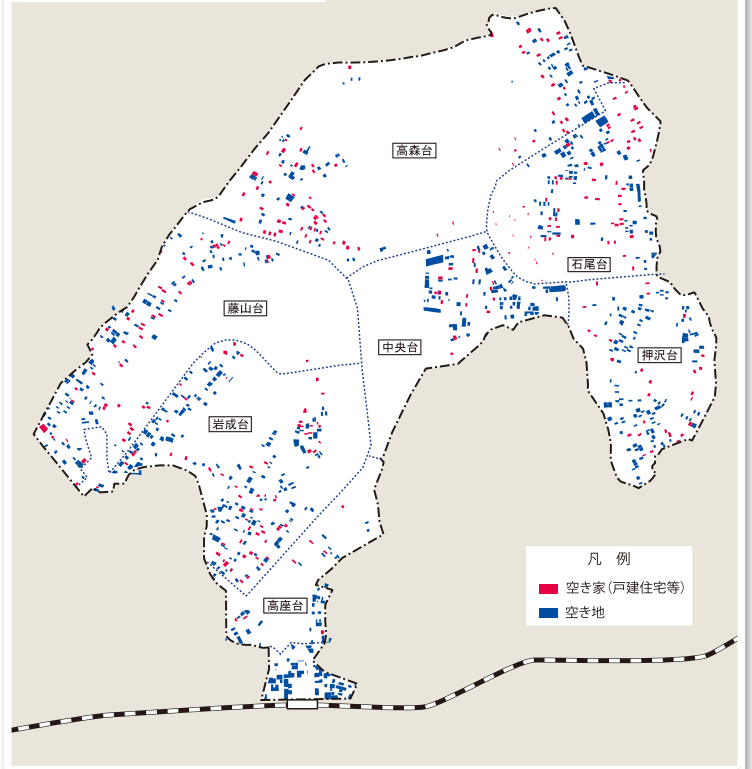 高森台
石尾台
藤山台
中央台
押沢台
岩成台
凡 例
空き家(戸建住宅等)
空き地
高座台